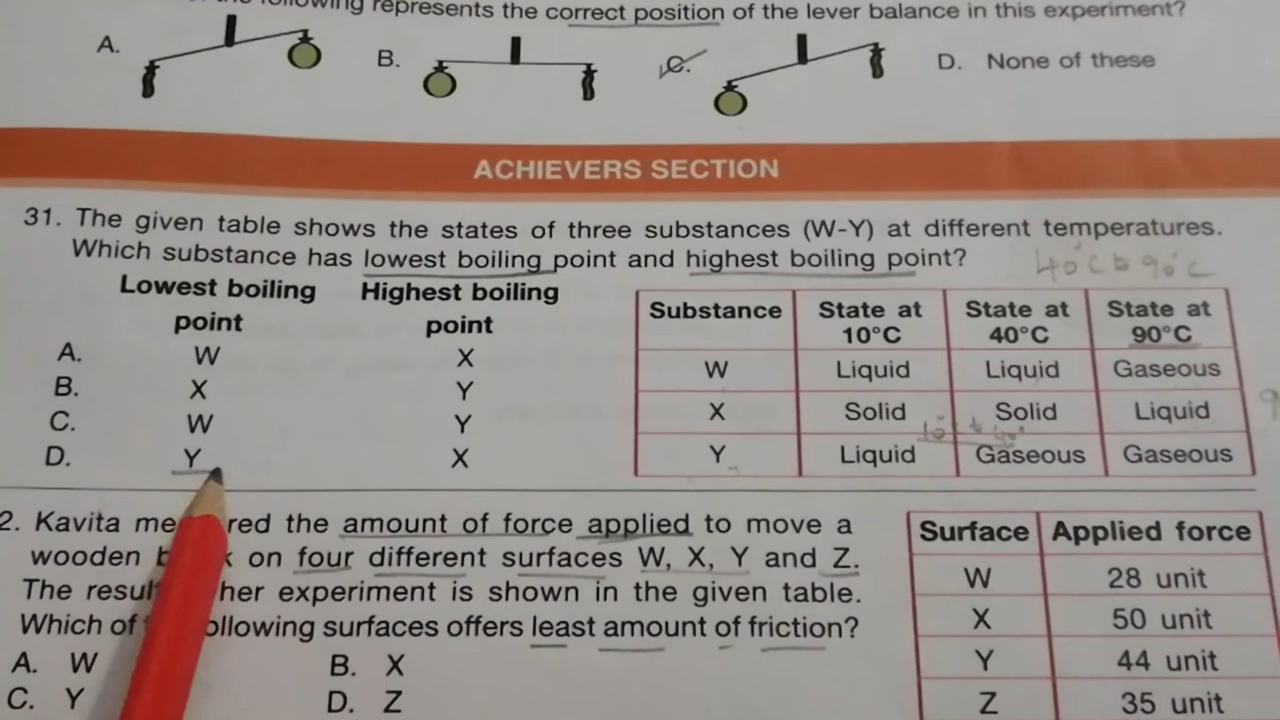 following represents the correct position of the lever balance in this experiment?
A.
B.
C.
D. None of these
ACHIEVERS SECTION
31. The given table shows the states of three substances (W-Y) at different temperatures.
Which substance has lowest boiling point and highest boiling point?
40°C to 90°C
Lowest boiling point Highest boiling point
A. W X
B. X Y
C. W Y
D. Y X
Substance State at 10°C State at 40°C State at 90°C
W Liquid Liquid Gaseous
X Solid Solid Liquid
Y Liquid Gaseous Gaseous
2. Kavita red the amount of force applied to move a
wooden on four different surfaces W, X, Y and Z.
The her experiment is shown in the given table.
Which of following surfaces offers least amount of friction?
A. W B. X
C. Y D. Z
Surface Applied force
W 28 unit
X 50 unit
Y 44 unit
Z 35 unit